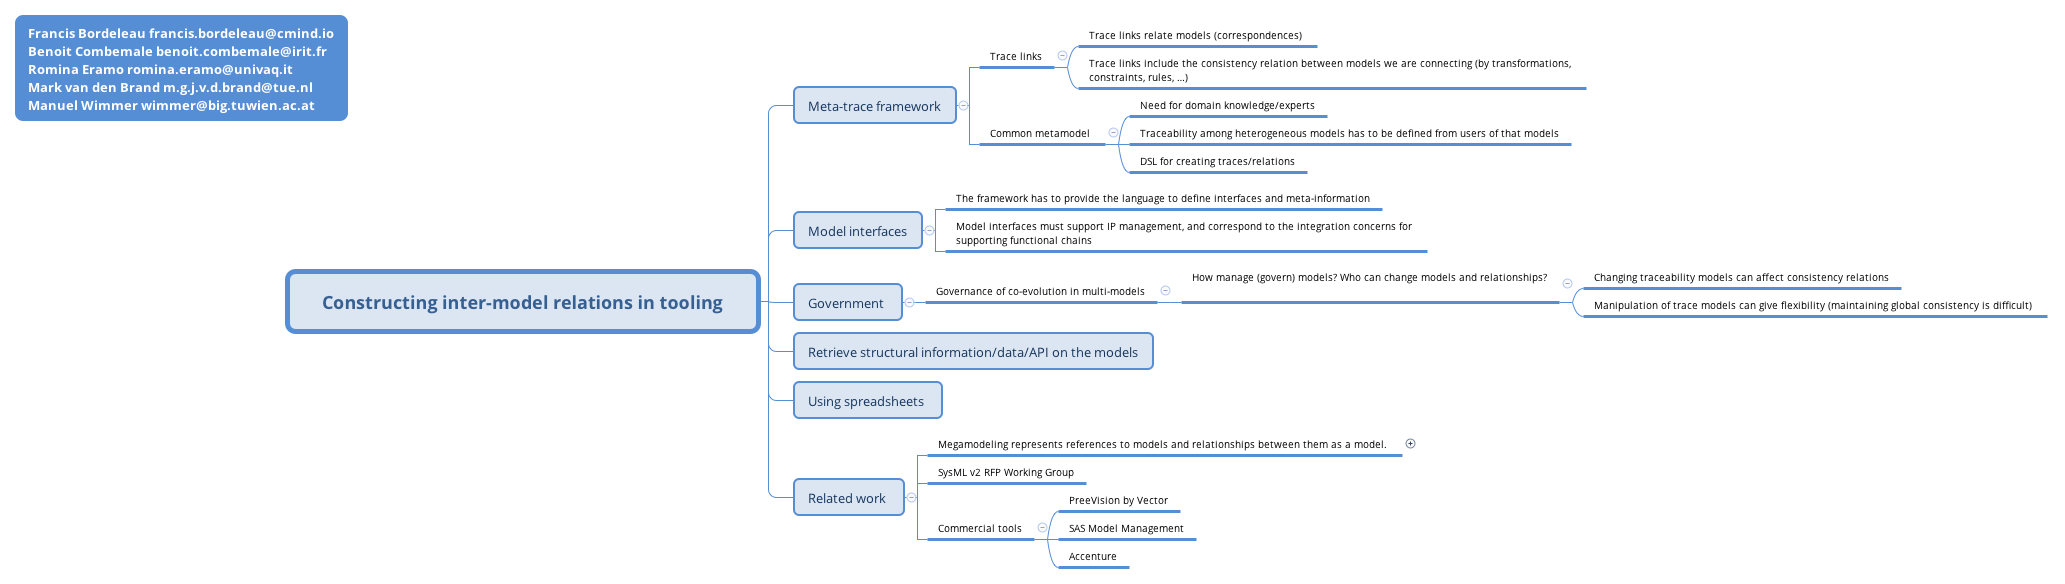 Francis Bordeleau francis.bordeleau@cmind.io
Benoit Combemale benoit.combemale@irit.fr
Romina Eramo romina.eramo@univaq.it
Mark van den Brand m.g.j.v.d.brand@tue.nl
Manuel Wimmer wimmer@big.tuwien.ac.at
Constructing inter-model relations in tooling
Meta-trace framework
Trace links
Trace links relate models (correspondences)
Trace links include the consistency relation between models we are connecting (by transformations,
constraints, rules, ...)
Common metamodel
Need for domain knowledge/experts
Traceability among heterogeneous models has to be defined from users of that models
DSL for creating traces/relations
Model interfaces
The framework has to provide the language to define interfaces and meta-information
Model interfaces must support IP management, and correspond to the integration concerns for
supporting functional chains
Government
Governance of co-evolution in multi-models
How manage (govern) models? Who can change models and relationships?
Changing traceability models can affect consistency relations
Manipulation of trace models can give flexibility (maintaining global consistency is difficult)
Retrieve structural information/data/API on the models
Using spreadsheets
Related work
Megamodeling represents references to models and relationships between them as a model.
SysML v2 RFP Working Group
Commercial tools
PreeVision by Vector
SAS Model Management
Accenture